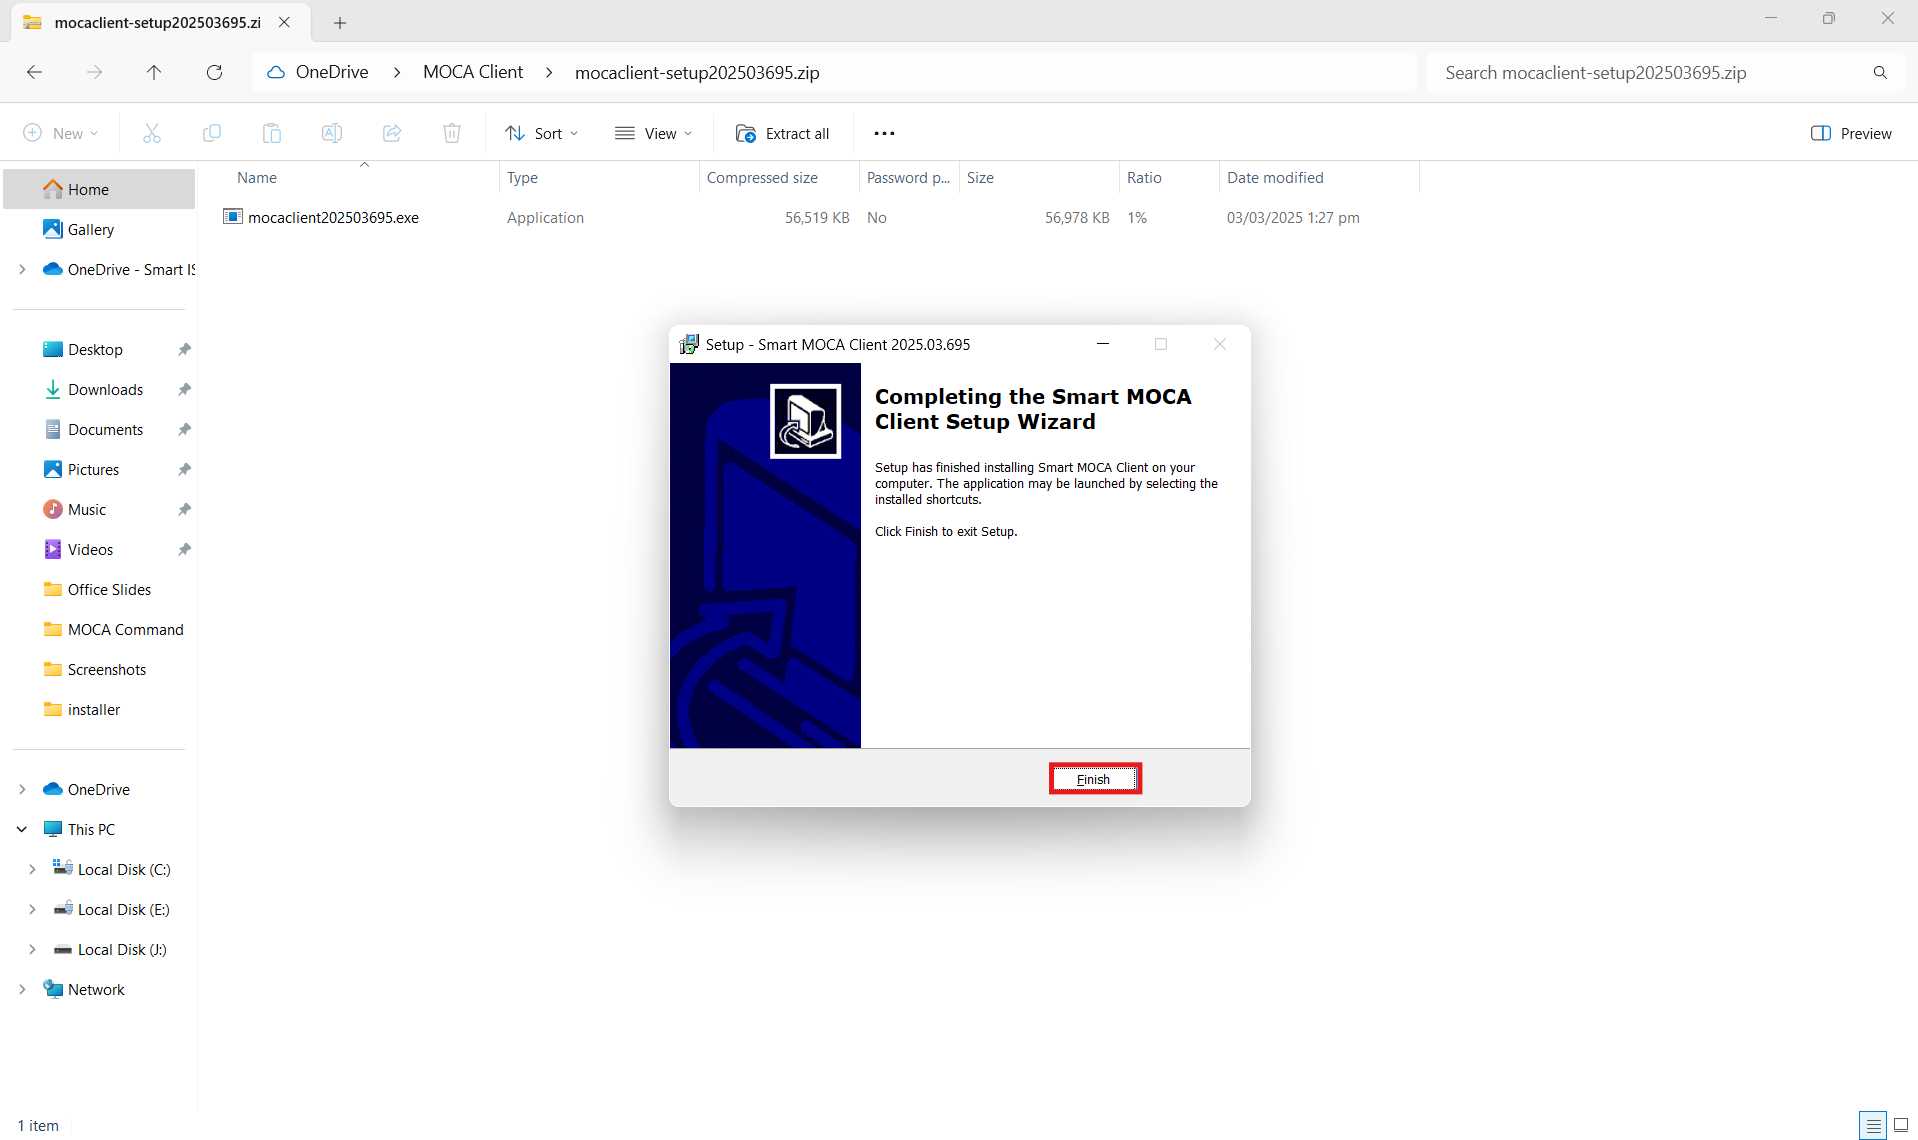 mocaclient-setup202503695.zi
OneDrive > MOCA Client > mocaclient-setup202503695.zip
Search mocaclient-setup202503695.zip
New
Sort
View
Extract all
Preview
Name Type Compressed size Password p... Size Ratio Date modified
mocaclient202503695.exe Application 56,519 KB No 56,978 KB 1% 03/03/2025 1:27 pm
Home
Gallery
OneDrive - Smart IS
Desktop
Downloads
Documents
Pictures
Music
Videos
Office Slides
MOCA Command
Screenshots
installer
OneDrive
This PC
Local Disk (C:)
Local Disk (E:)
Local Disk (J:)
Network
Setup - Smart MOCA Client 2025.03.695
Completing the Smart MOCA
Client Setup Wizard
Setup has finished installing Smart MOCA Client on your
computer. The application may be launched by selecting the
installed shortcuts.
Click Finish to exit Setup.
Finish
1 item